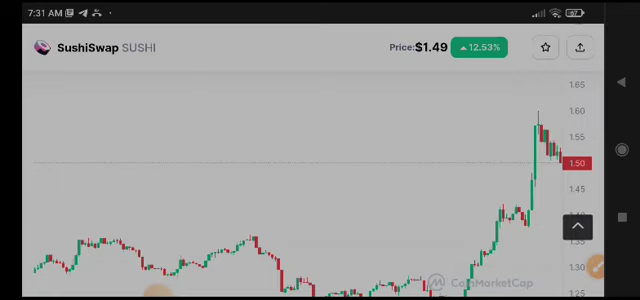 7:31 AM
67
SushiSwap SUSHI
Price: $1.49 ▲ 12.53%
1.65
1.60
1.55
1.50
1.45
1.35
1.30
1.25
CoinMarketCap